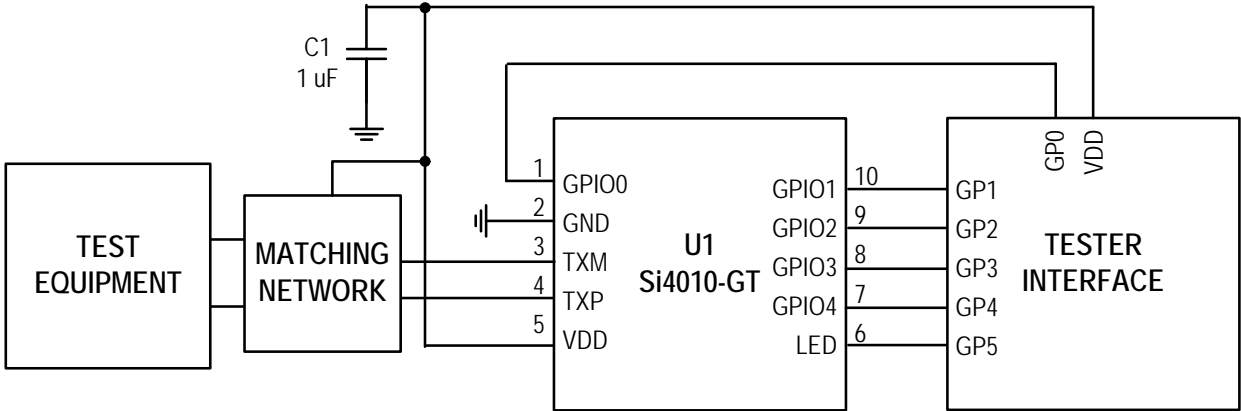 C1
1 uF
TEST
EQUIPMENT
MATCHING
NETWORK
1
2
3
4
5
GPIO0
GND
TXM
TXP
VDD
U1
Si4010-GT
GPIO1
GPIO2
GPIO3
GPIO4
LED
10
9
8
7
6
GP0
VDD
GP1
GP2
GP3
GP4
GP5
TESTER
INTERFACE